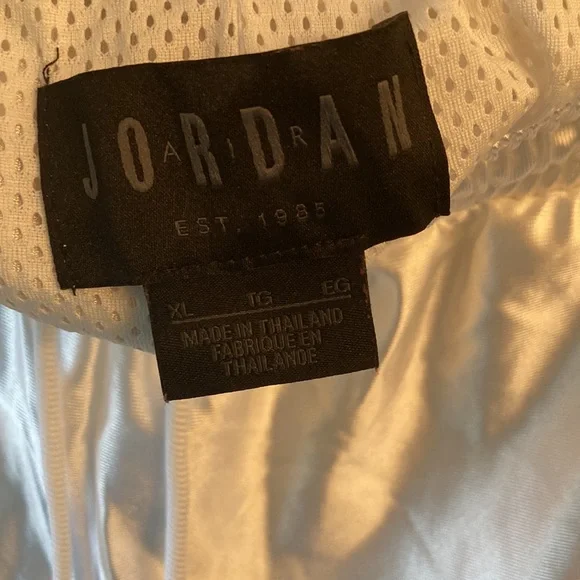 JORDAN
AIR
EST. 1985
XL TG EG
MADE IN THAILAND
FABRIQUE EN
THAILANDE